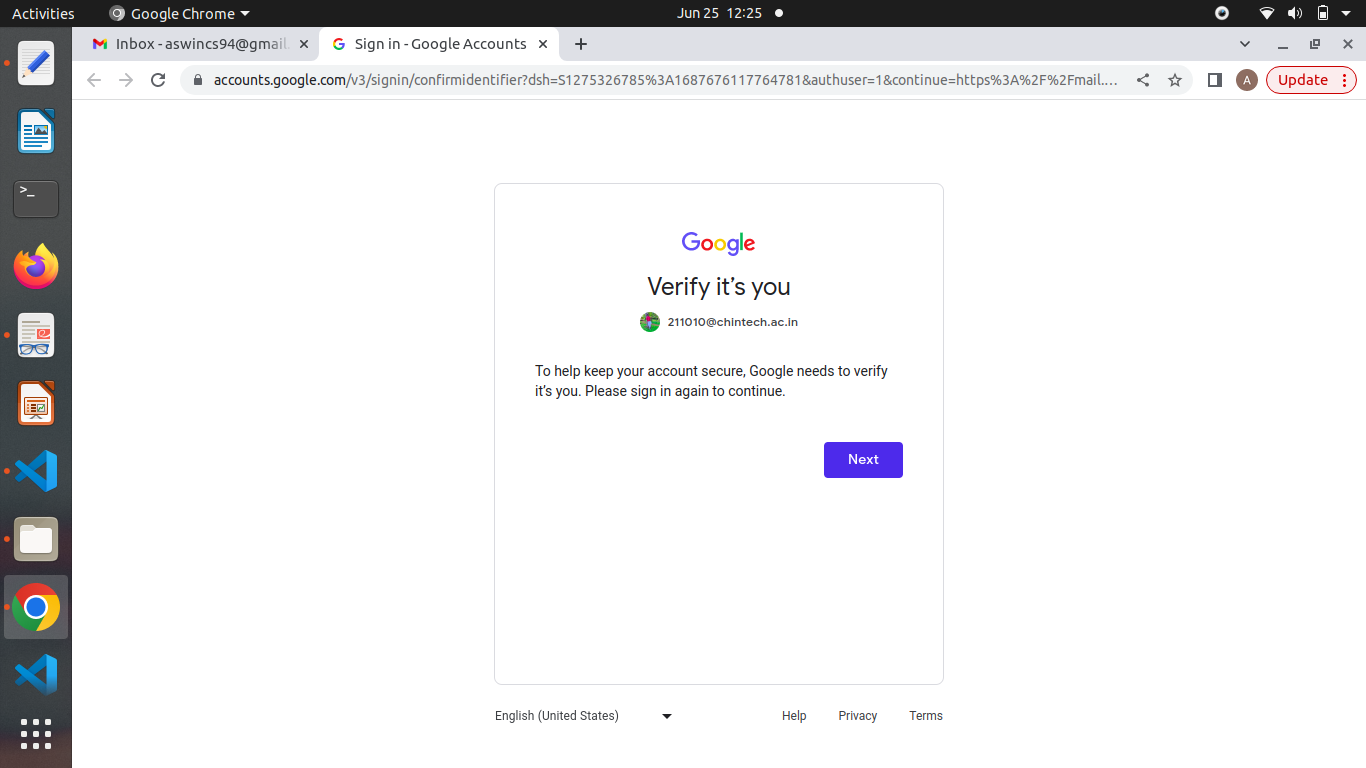 Activities
Google Chrome
Jun 25 12:25
Inbox - aswincs94@gmail.
Sign in - Google Accounts
accounts.google.com/v3/signin/confirmidentifier?dsh=S1275326785%3A1687676117764781&authuser=1&continue=https%3A%2F%2Fmail....
A
Update
>_
Google
Verify it’s you
211010@chintech.ac.in
To help keep your account secure, Google needs to verify
it’s you. Please sign in again to continue.
Next
English (United States)
Help
Privacy
Terms